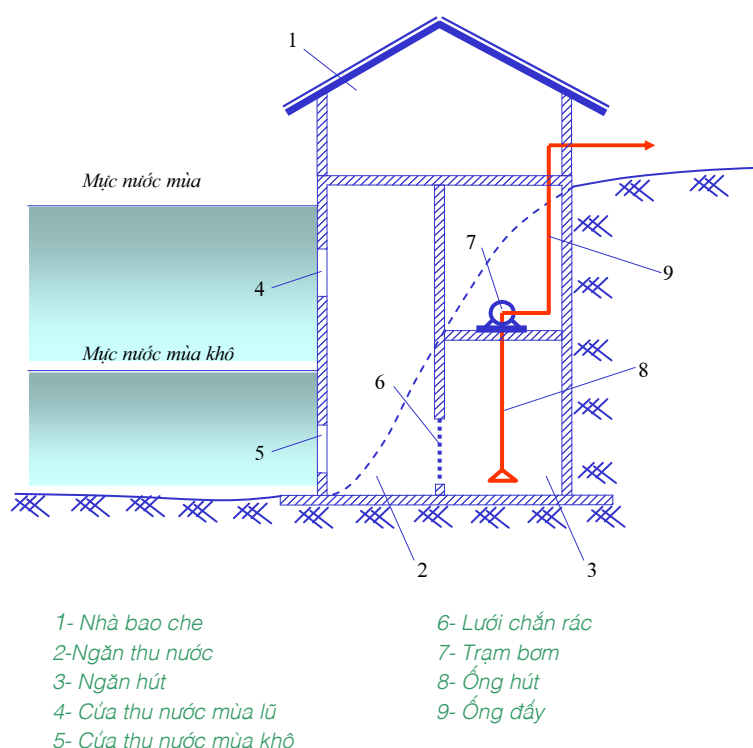 1
Mực nước mùa
4
7
9
Mực nước mùa khô
6
8
5
2
3
1- Nhà bao che
2-Ngăn thu nước
3- Ngăn hút
4- Cửa thu nước mùa lũ
5- Cửa thu nước mùa khô
6- Lưới chắn rác
7- Trạm bơm
8- Ống hút
9- Ống đẩy